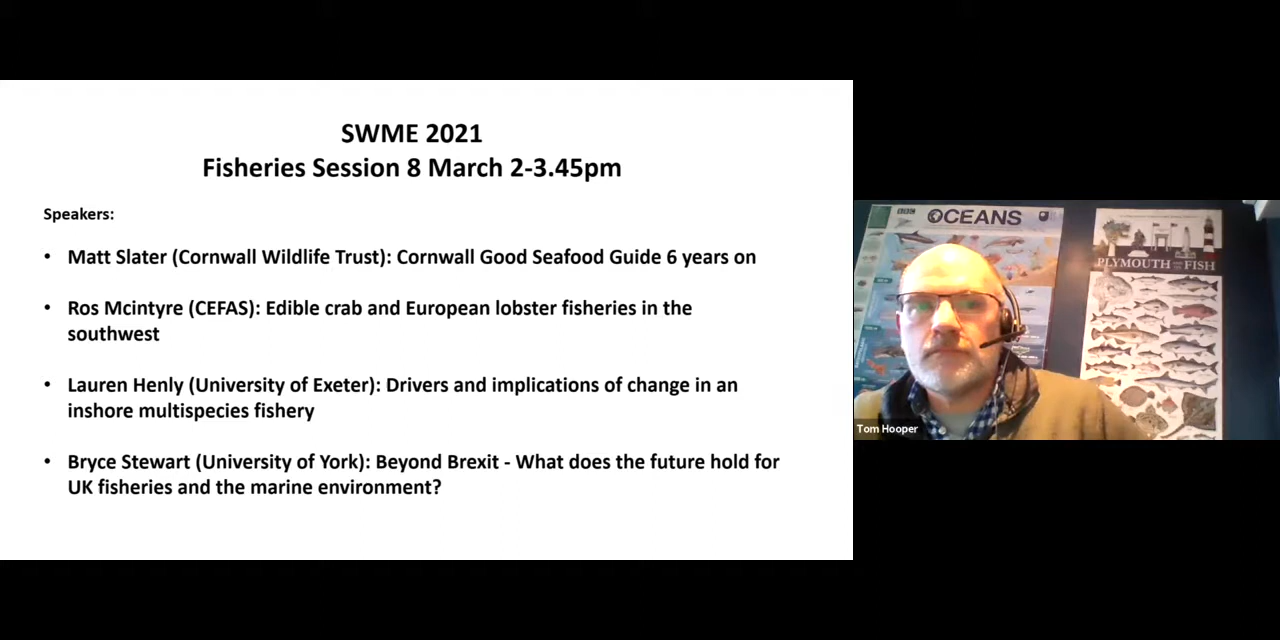 SWME 2021
Fisheries Session 8 March 2-3.45pm
Speakers:
• Matt Slater (Cornwall Wildlife Trust): Cornwall Good Seafood Guide 6 years on
• Ros Mcintyre (CEFAS): Edible crab and European lobster fisheries in the
southwest
• Lauren Henly (University of Exeter): Drivers and implications of change in an
inshore multispecies fishery
• Bryce Stewart (University of York): Beyond Brexit - What does the future hold for
UK fisheries and the marine environment?
BBC
OCEANS
PLYMOUTH
FISH
Tom Hooper